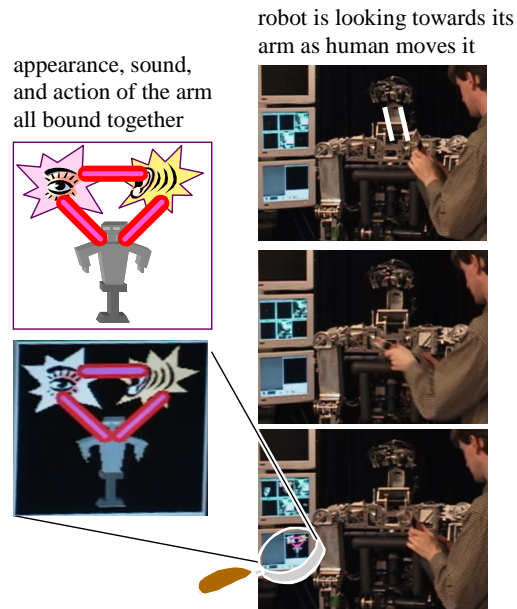 robot is looking towards its
arm as human moves it
appearance, sound,
and action of the arm
all bound together